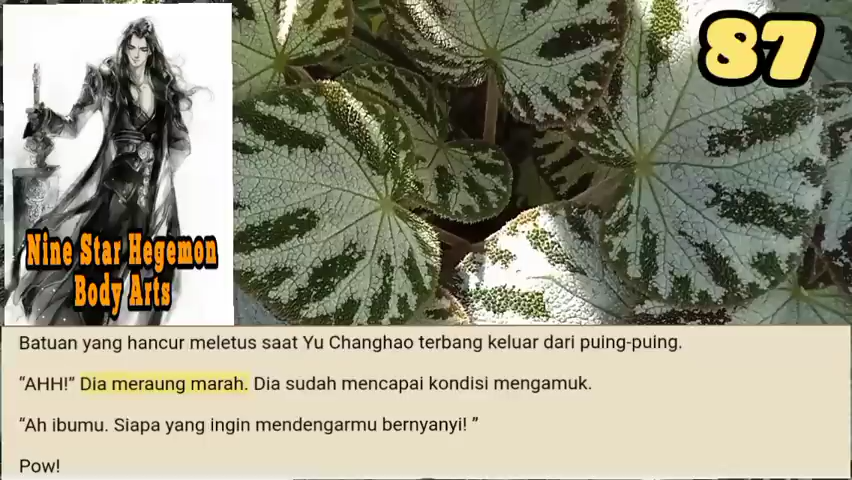 87
Nine Star Hegemon
Body Arts
Batuan yang hancur meletus saat Yu Changhao terbang keluar dari puing-puing.
“AHH!” Dia meraung marah. Dia sudah mencapai kondisi mengamuk.
“Ah ibumu. Siapa yang ingin mendengarmu bernyanyi! ”
Pow!